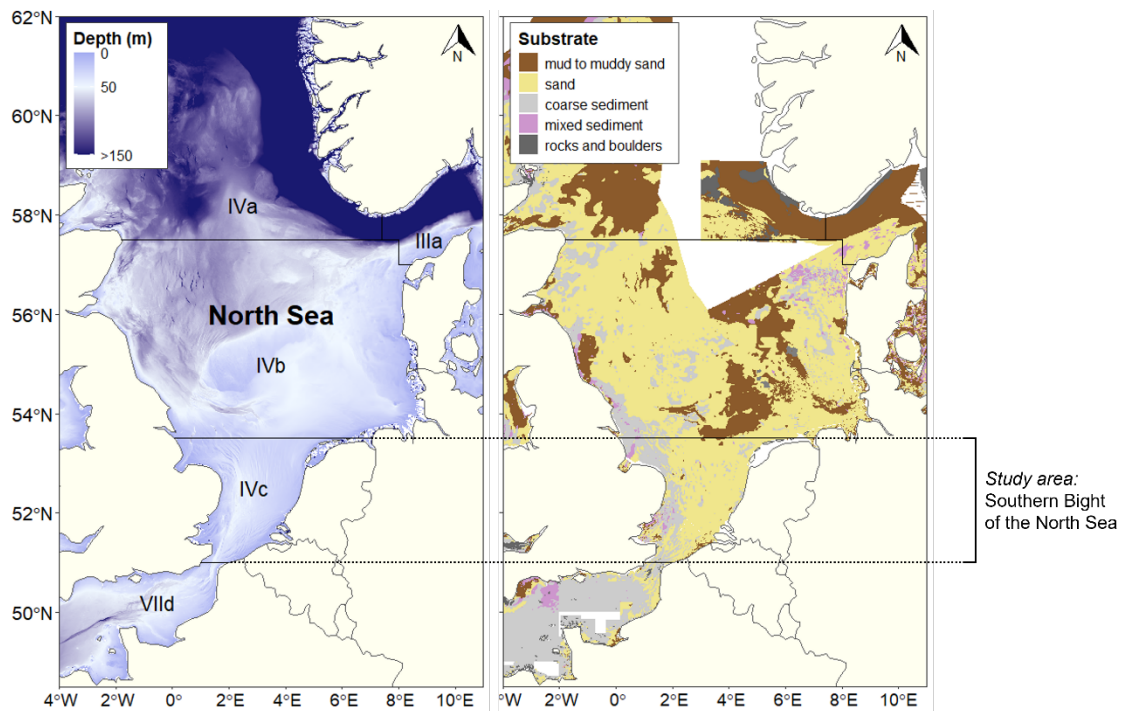 62°N
60°N
58°N
56°N
54°N
52°N
50°N
Depth (m)
0
50
>150
N
IVa
IIIa
North Sea
IVb
IVc
VIId
4°W
2°W
0°
2°E
4°E
6°E
8°E
10°E
Substrate
mud to muddy sand
sand
coarse sediment
mixed sediment
rocks and boulders
N
4°W
2°W
0°
2°E
4°E
6°E
8°E
10°E
Study area:
Southern Bight
of the North Sea